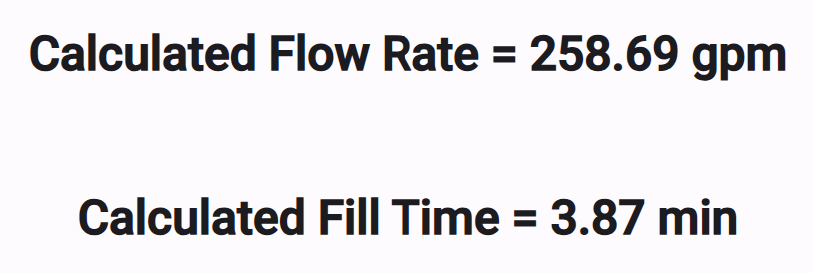 Calculated Flow Rate = 258.69 gpm
Calculated Fill Time = 3.87 min